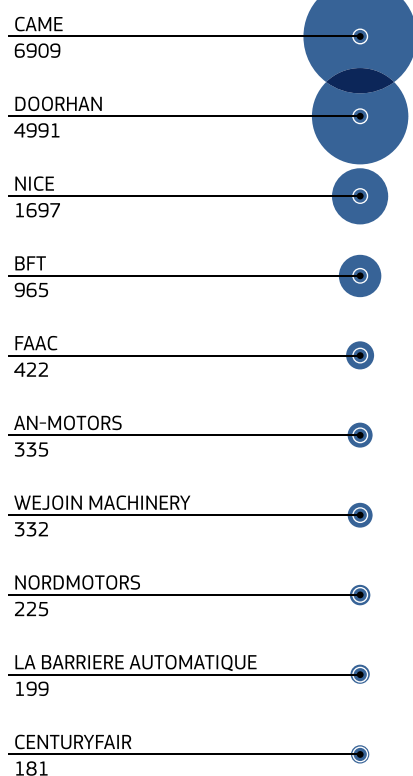 CAME
6909
DOORHAN
4991
NICE
1697
BFT
965
FAAC
422
AN-MOTORS
335
WEJOIN MACHINERY
332
NORDMOTORS
225
LA BARRIERE AUTOMATIQUE
199
CENTURYFAIR
181